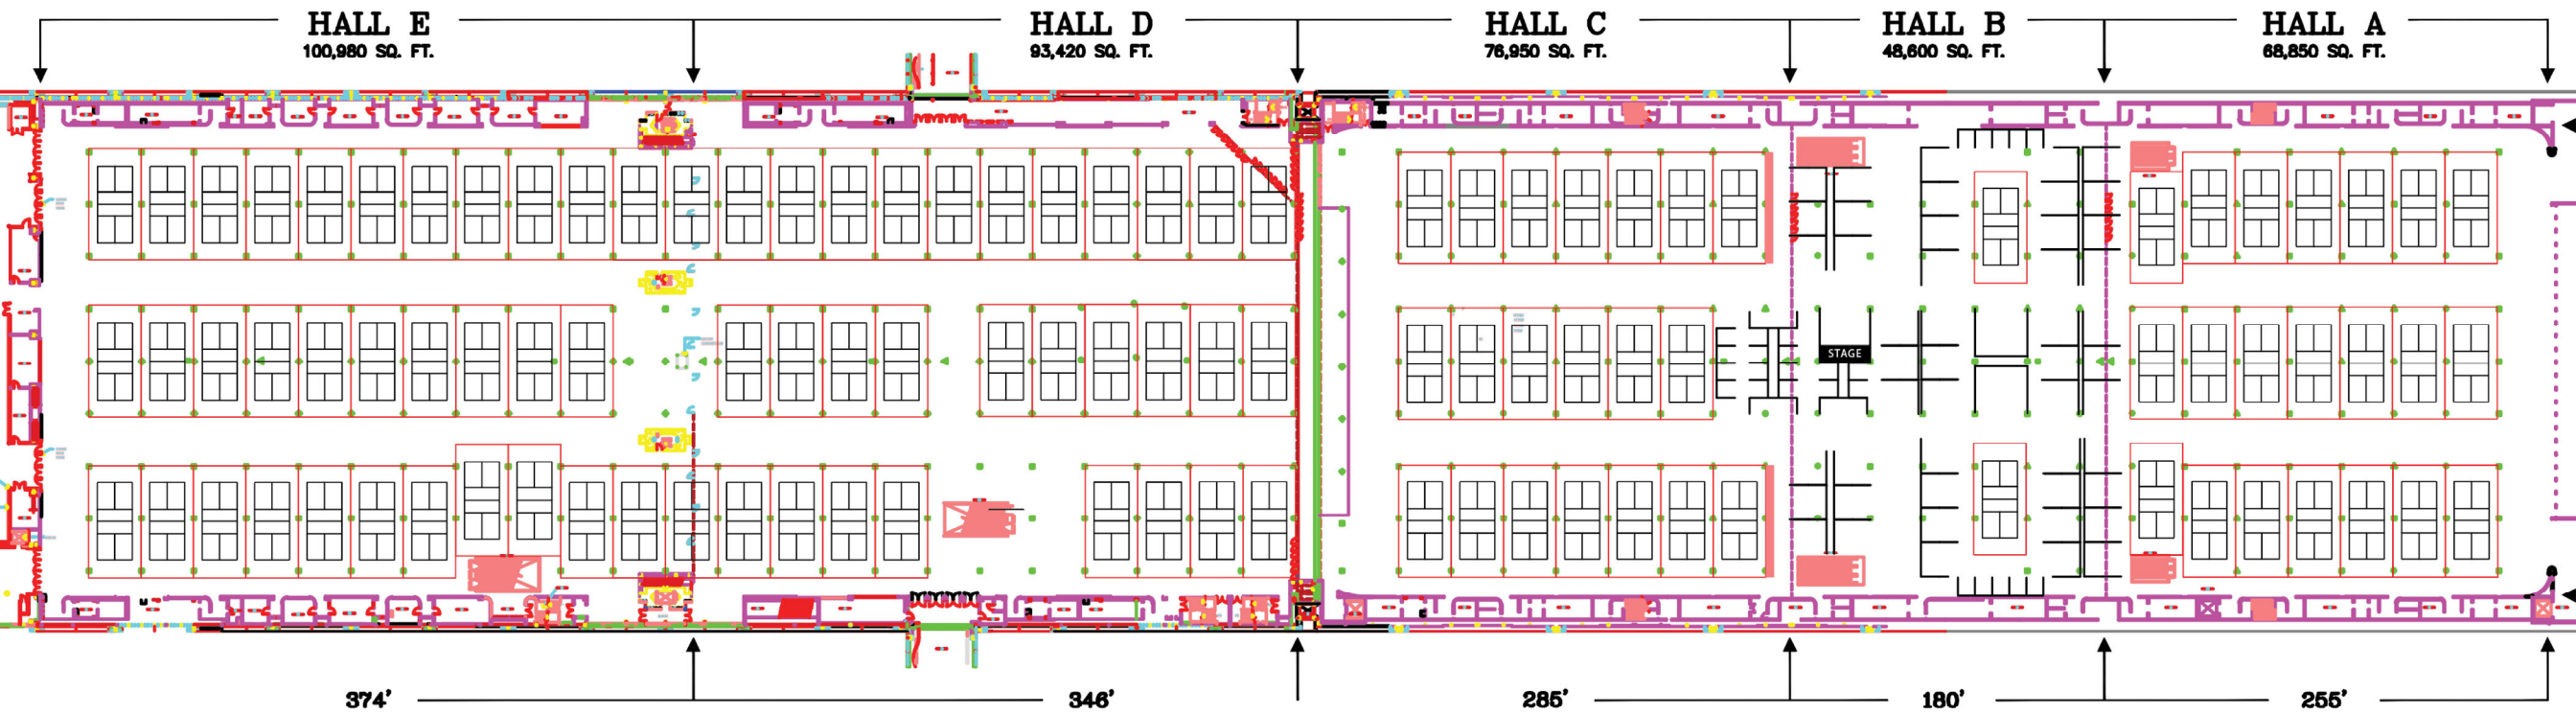 HALL E
100,980 SQ. FT.
HALL D
93,420 SQ. FT.
HALL C
76,950 SQ. FT.
HALL B
48,600 SQ. FT.
HALL A
68,850 SQ. FT.
STAGE
374'
346'
285'
180'
255'